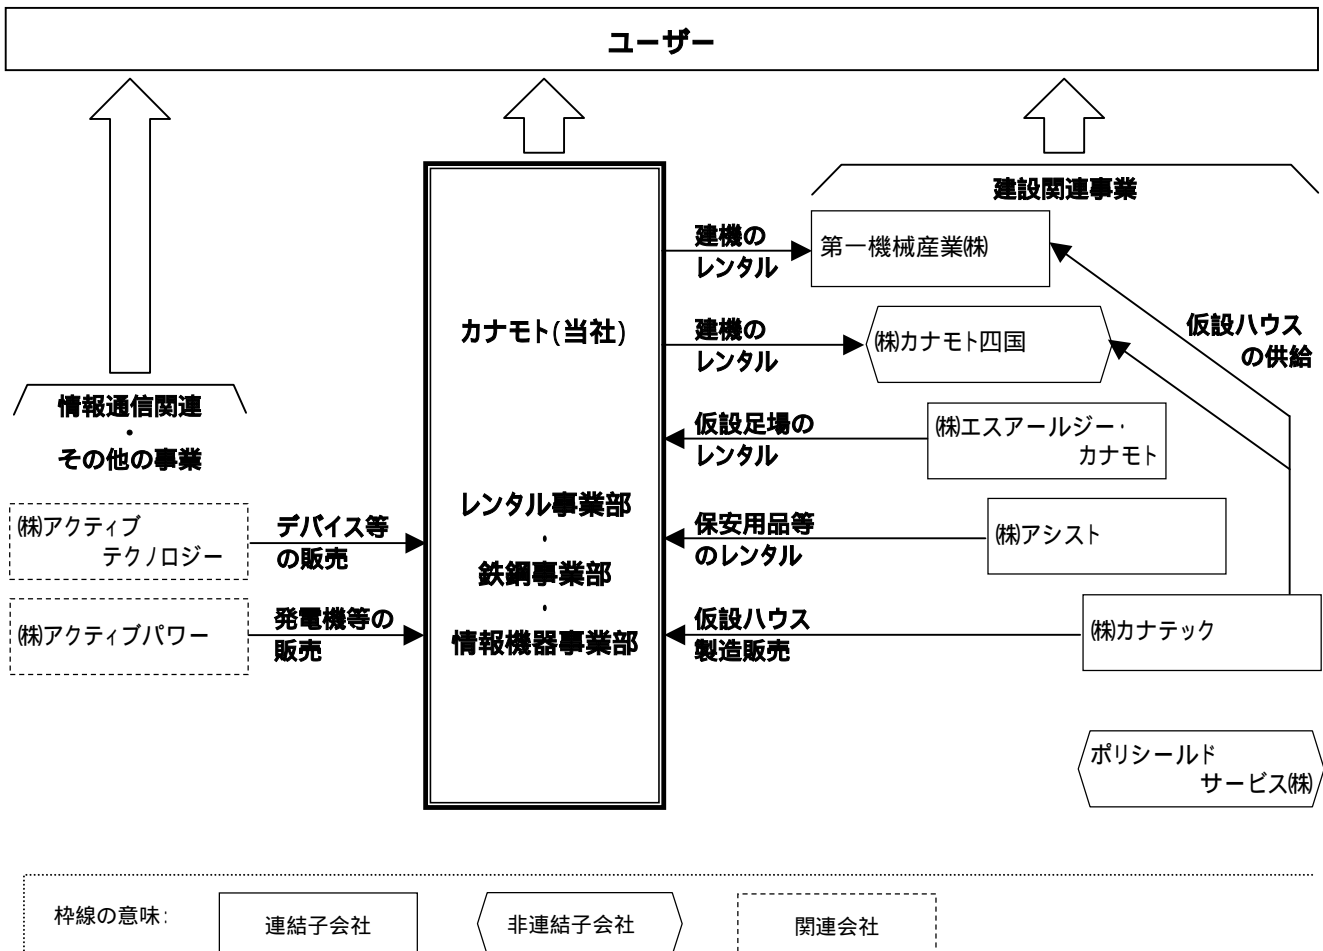 ユーザー
建設関連事業
建機の
レンタル
第一機械産業㈱
カナモト(当社)
建機の
レンタル
㈱カナモト四国
仮設ハウス
の供給
情報通信関連
・
その他の事業
仮設足場の
レンタル
㈱エスアールジー・
カナモト
㈱アクティブ
テクノロジー
デバイス等
の販売
レンタル事業部
・
鉄鋼事業部
・
情報機器事業部
保安用品等
のレンタル
㈱アシスト
㈱アクティブパワー
発電機等の
販売
仮設ハウス
製造販売
㈱カナテック
ポリシールド
サービス㈱
枠線の意味:
連結子会社
非連結子会社
関連会社